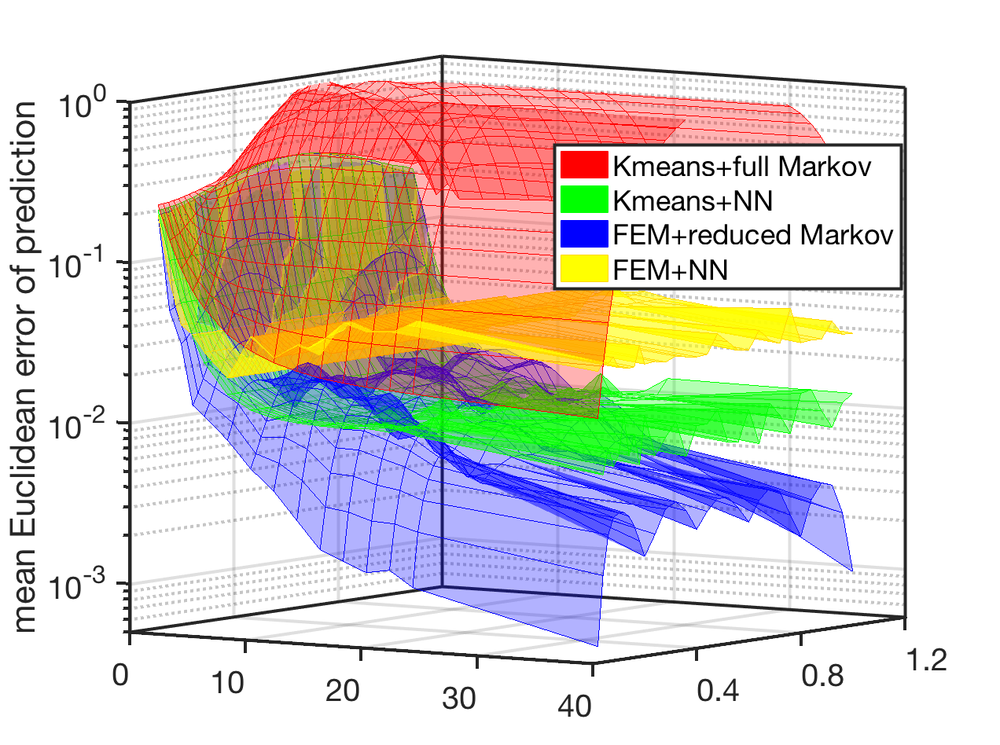 mean Euclidean error of prediction
10^0
10^-1
10^-2
10^-3
Kmeans+full Markov
Kmeans+NN
FEM+reduced Markov
FEM+NN
0
10
20
30
40
0.4
0.8
1.2